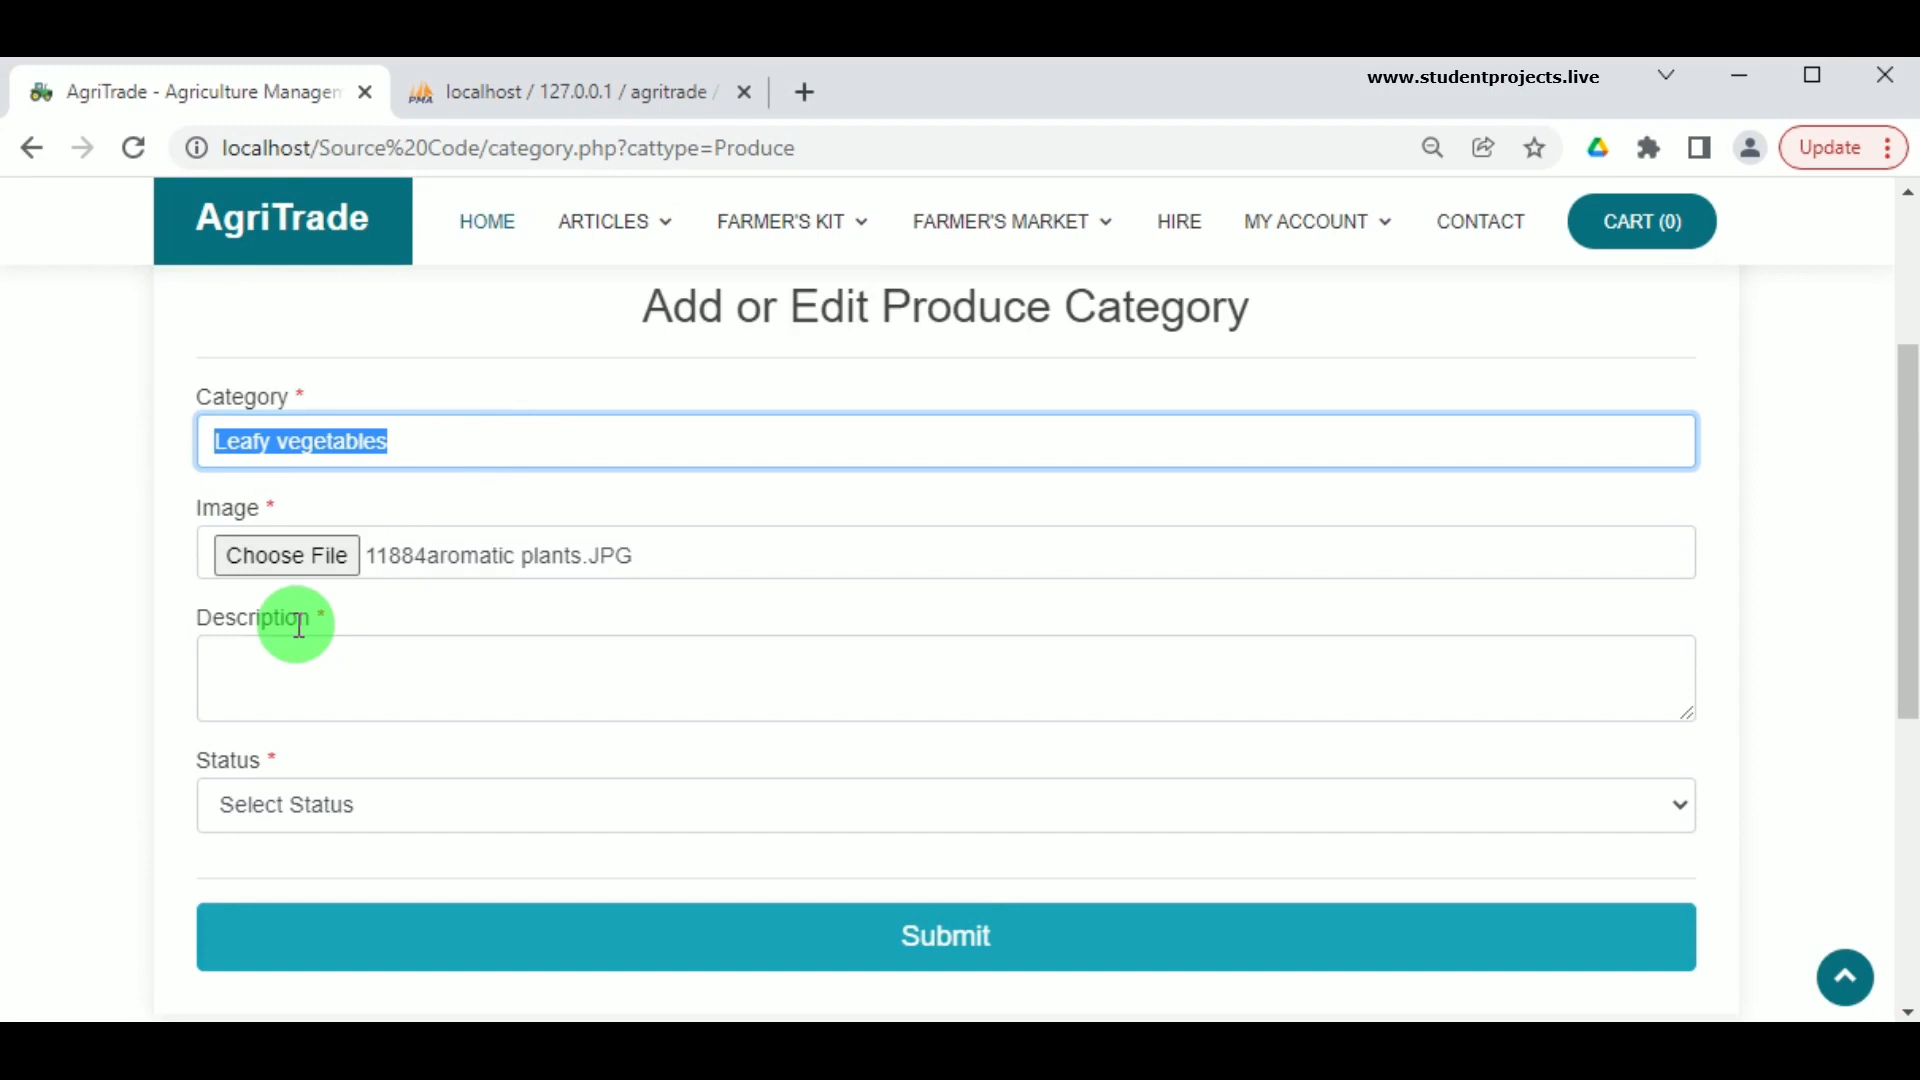 www.studentprojects.live
AgriTrade - Agriculture Managem
localhost / 127.0.0.1 / agritrade /
localhost/Source%20Code/category.php?cattype=Produce
Update
AgriTrade
HOME
ARTICLES
FARMER'S KIT
FARMER'S MARKET
HIRE
MY ACCOUNT
CONTACT
CART (0)
Add or Edit Produce Category
Category *
Leafy vegetables
Image *
Choose File 11884aromatic plants.JPG
Description *
Status *
Select Status
Submit